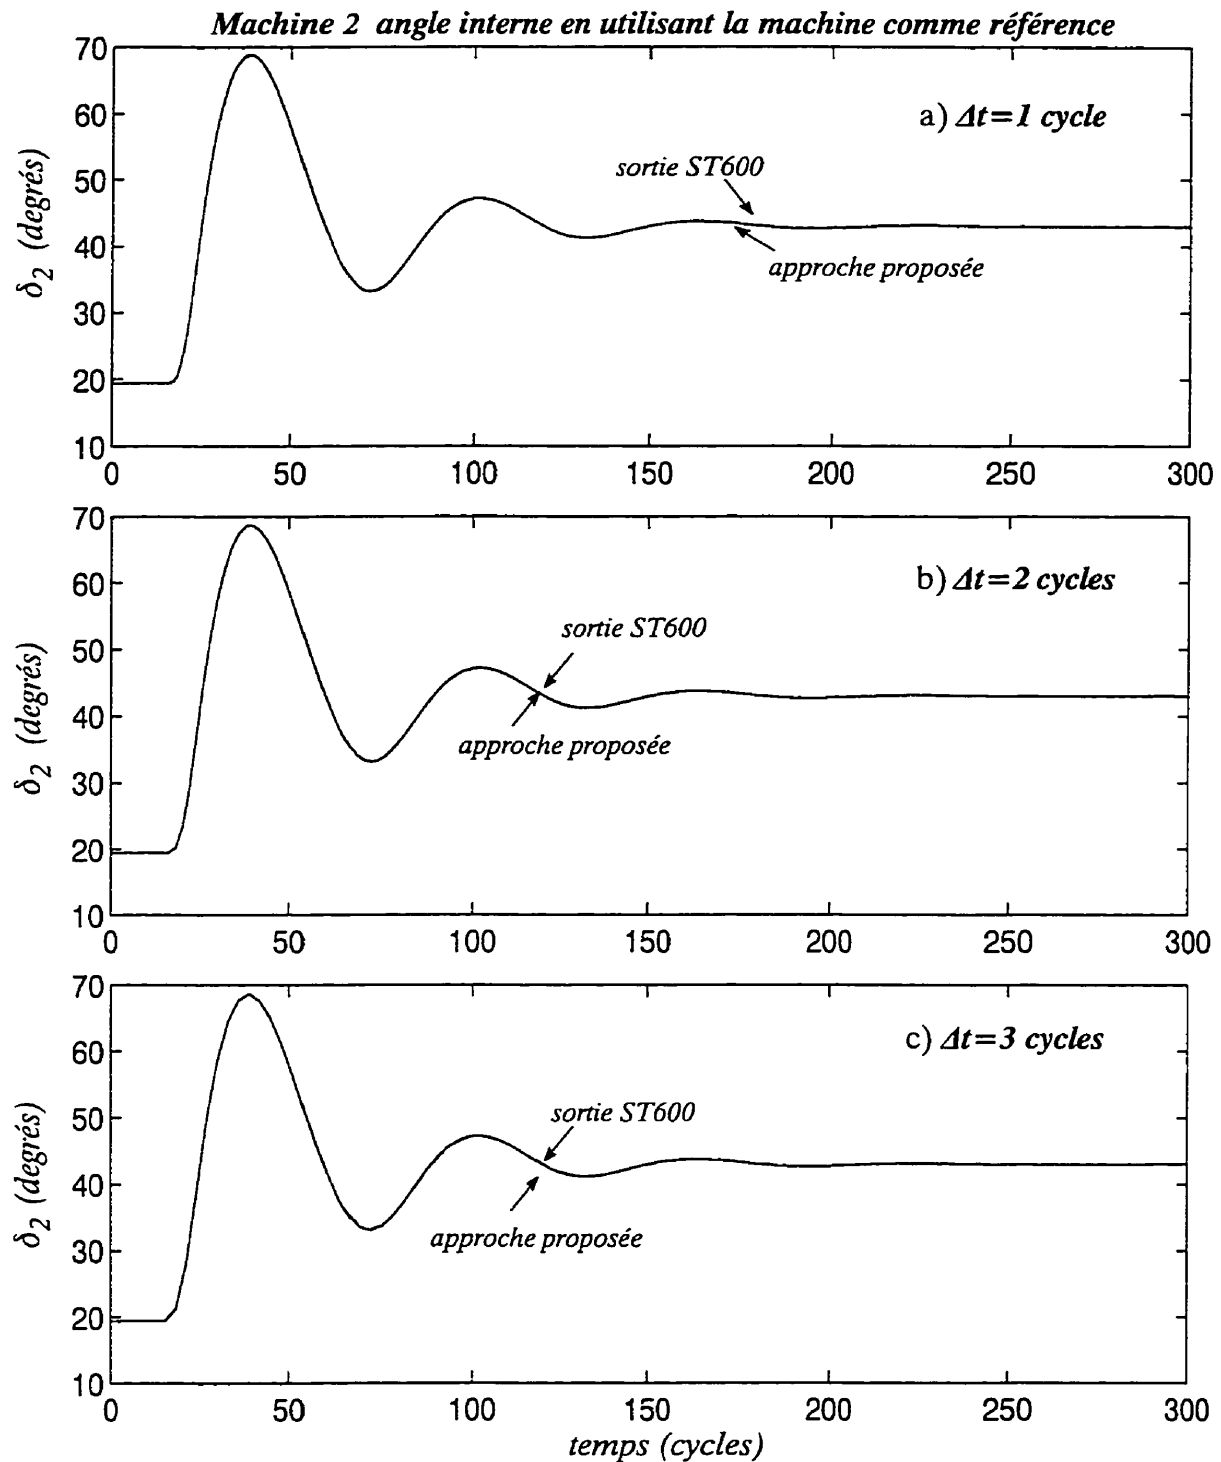 Machine 2 angle interne en utilisant la machine comme référence
70
60
50
40
30
20
10
δ2 (degrés)
a) Δt=1 cycle
sortie ST600
approche proposée
0 50 100 150 200 250 300
70
60
50
40
30
20
10
δ2 (degrés)
b) Δt=2 cycles
sortie ST600
approche proposée
0 50 100 150 200 250 300
70
60
50
40
30
20
10
δ2 (degrés)
c) Δt=3 cycles
sortie ST600
approche proposée
0 50 100 150 200 250 300
temps (cycles)